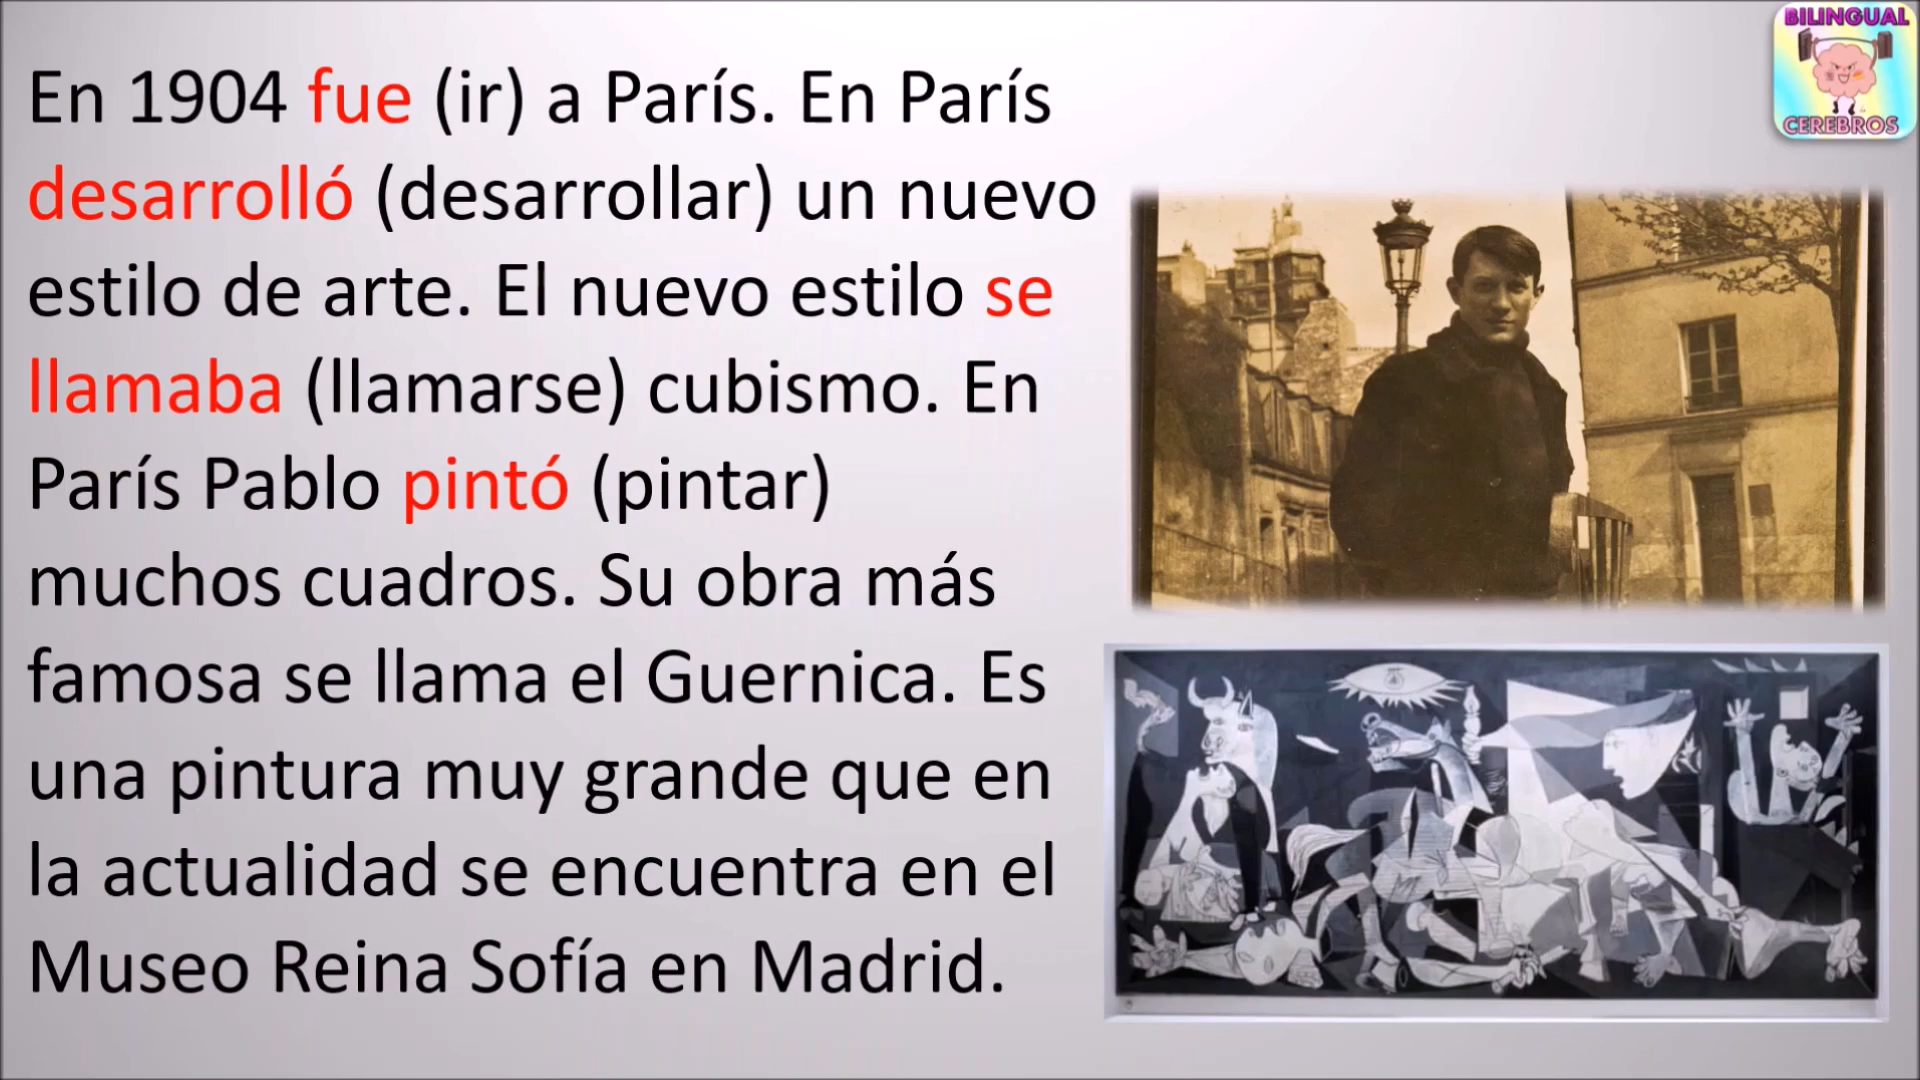 BILINGUAL
CEREBROS
En 1904 fue (ir) a París. En París
desarrolló (desarrollar) un nuevo
estilo de arte. El nuevo estilo se
llamaba (llamarse) cubismo. En
París Pablo pintó (pintar)
muchos cuadros. Su obra más
famosa se llama el Guernica. Es
una pintura muy grande que en
la actualidad se encuentra en el
Museo Reina Sofía en Madrid.